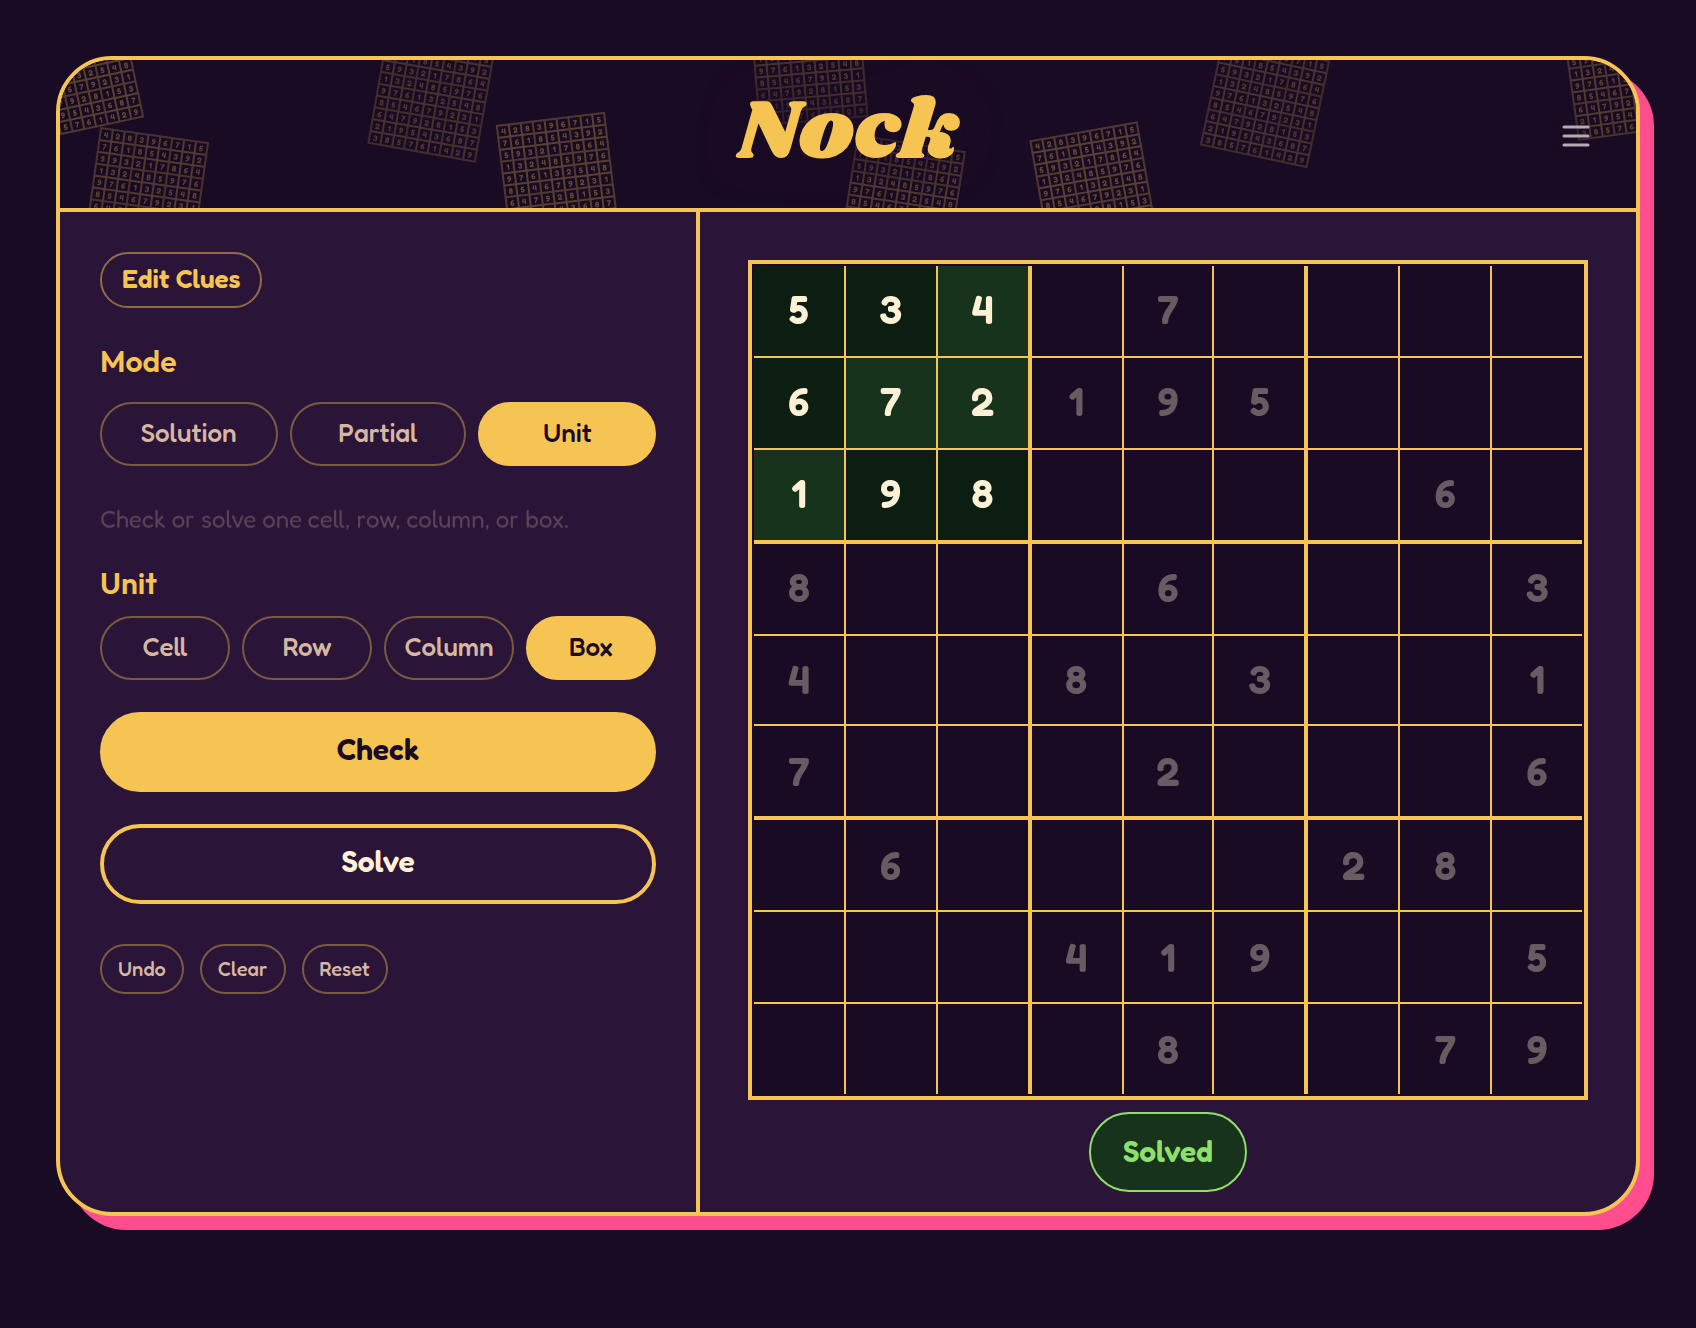 Nock
Edit Clues
Mode
Solution Partial Unit
Check or solve one cell, row, column, or box.
Unit
Cell Row Column Box
Check
Solve
Undo Clear Reset
5 3 4 7
6 7 2 1 9 5
1 9 8 6
8 6 3
4 8 3 1
7 2 6
6 2 8
4 1 9 5
8 7 9
Solved